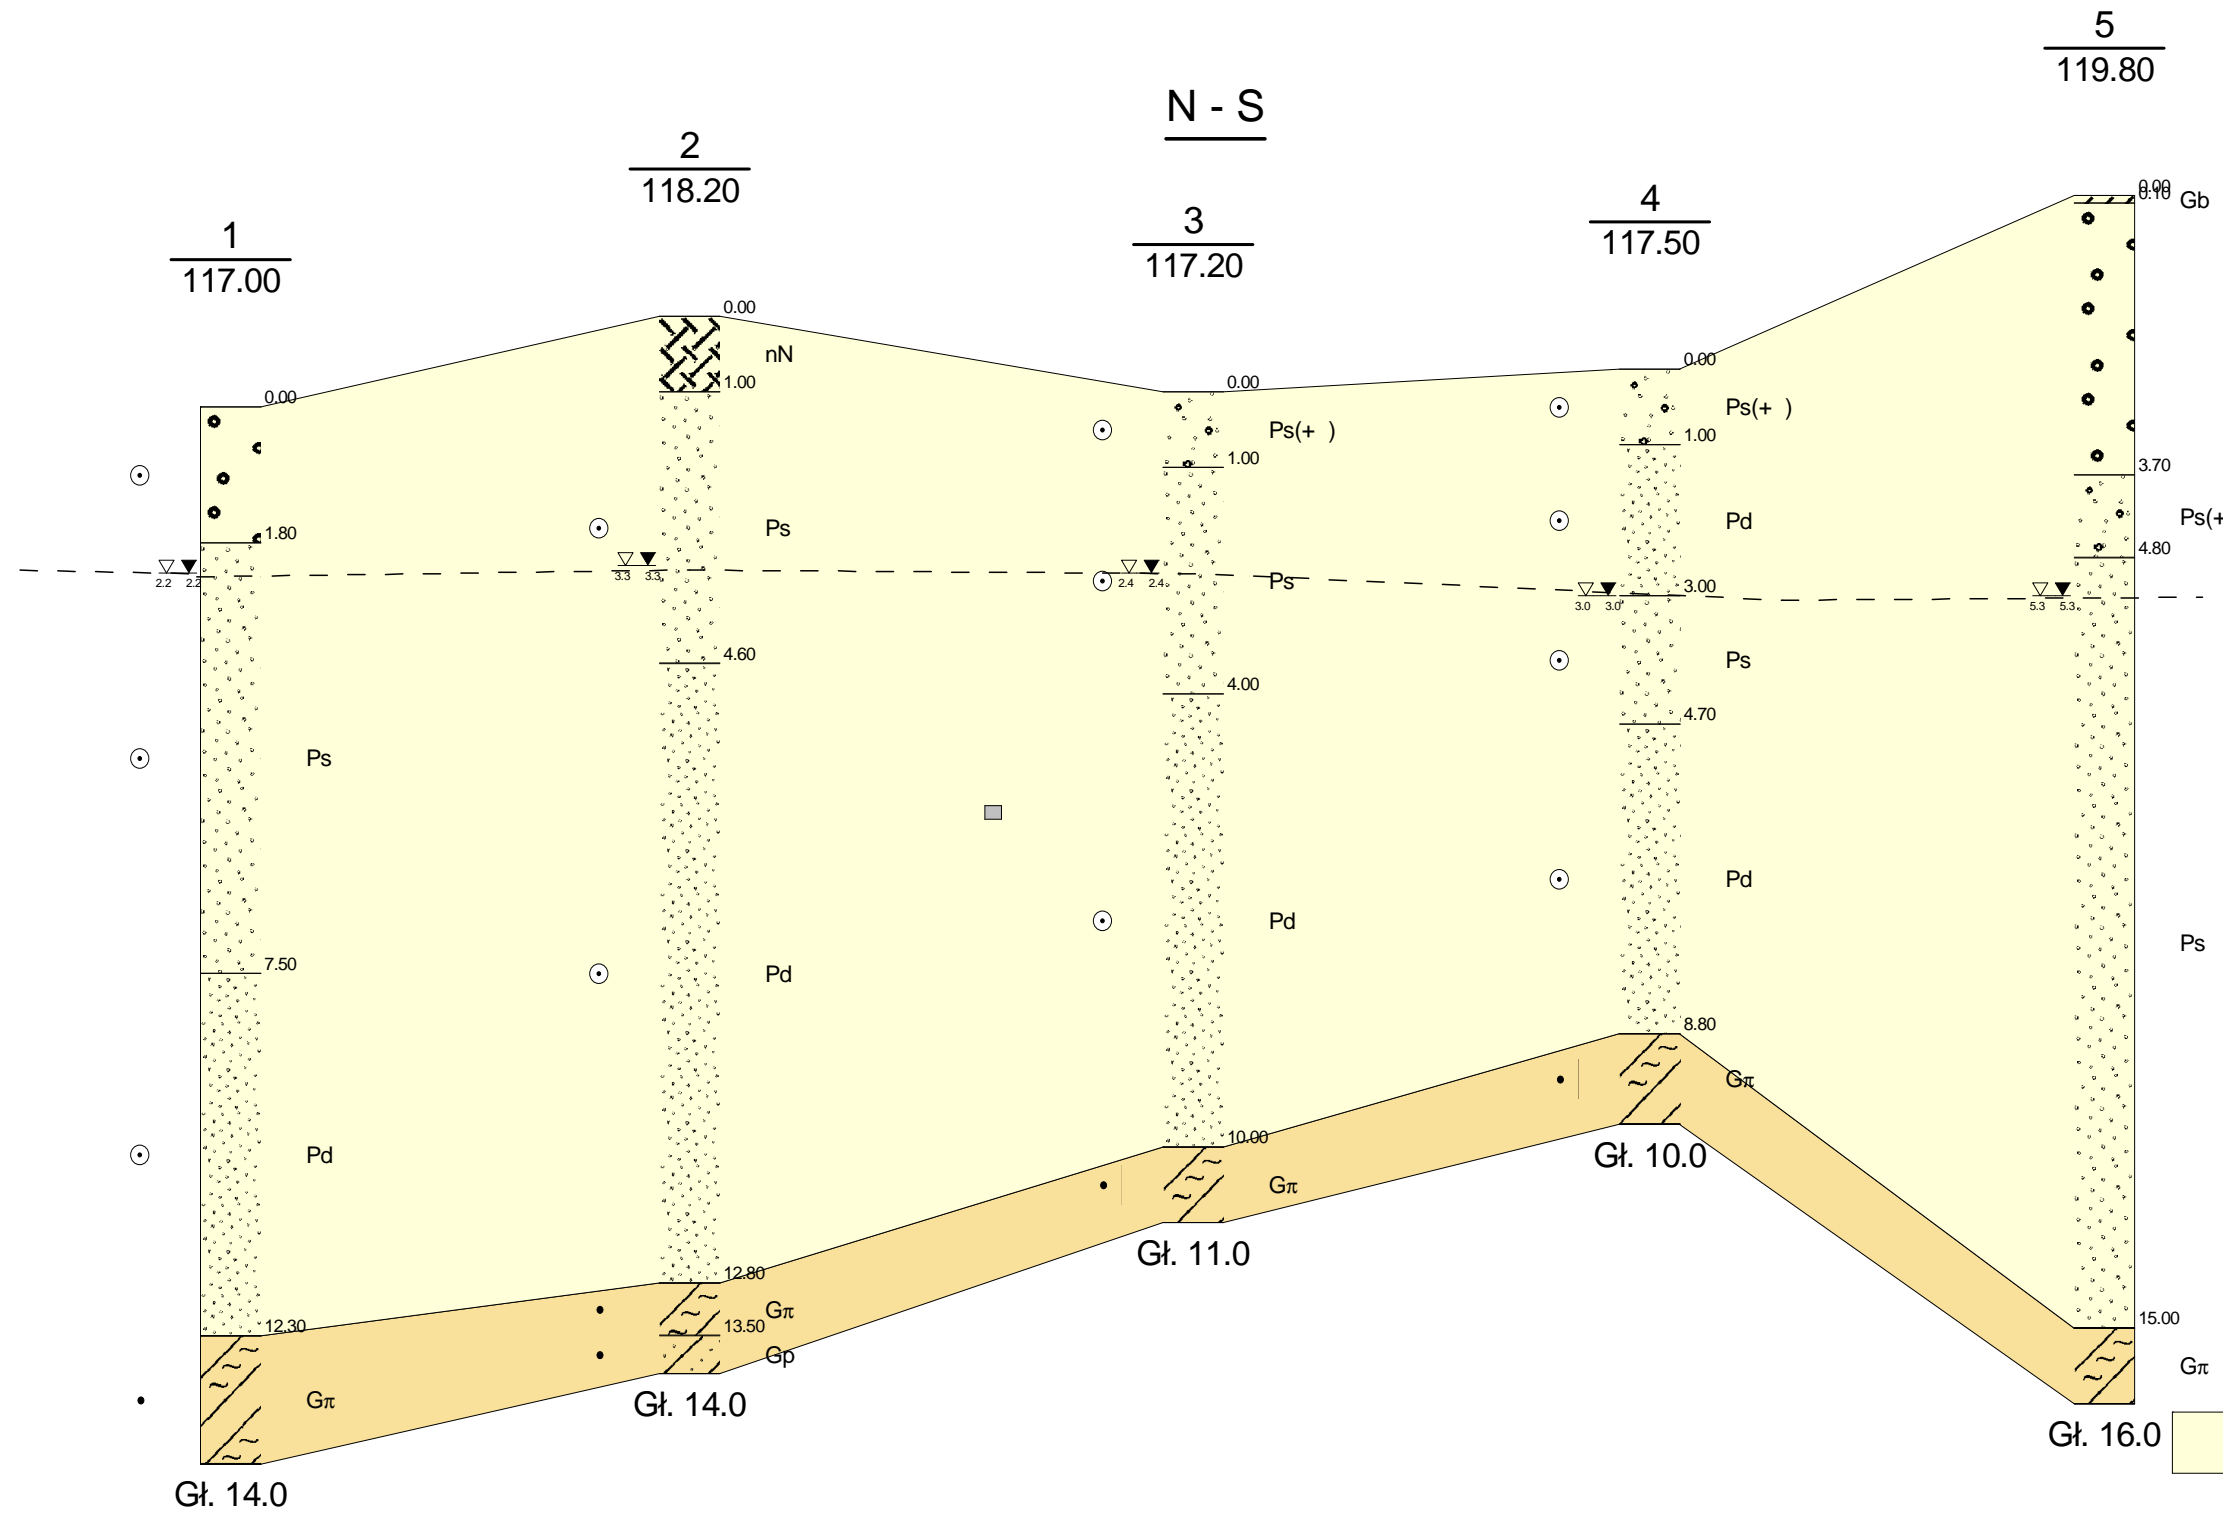 5
119.80
N - S
2
118.20
4
117.50
3
117.20
1
117.00
0.00
0.10
Gb
0.00
nN
1.00
0.00
0.00
0.00
Ps(+ )
Ps(+ )
1.00
1.00
3.70
Ps(+
4.80
1.80
Ps
Pd
2.2 2.2
3.3 3.3
2.4 2.4
Ps
3.00
3.0 3.0
5.3 5.3
4.60
Ps
4.00
4.70
Ps
Pd
Pd
Ps
7.50
Pd
8.80
Gπ
10.00
Gł. 10.0
Pd
Gπ
Gł. 11.0
12.80
Gπ
12.30
13.50
Gp
15.00
Gπ
Gπ
Gł. 14.0
Gł. 16.0
Gł. 14.0